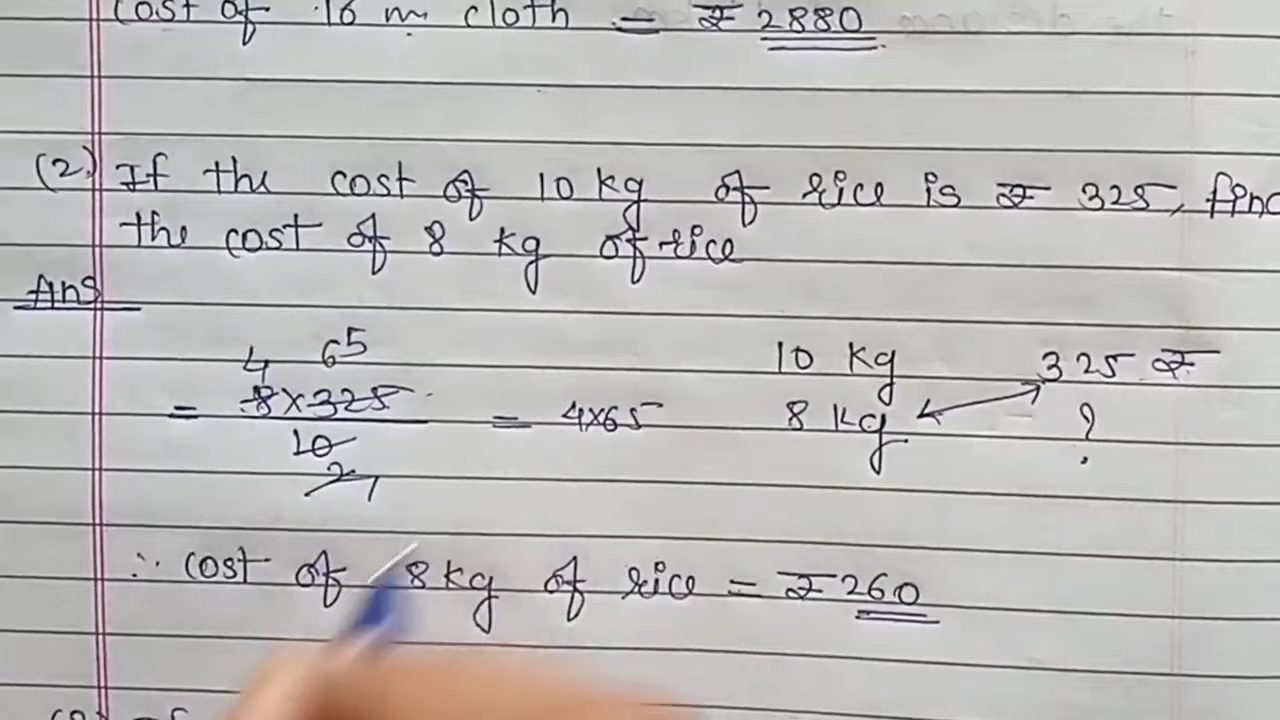 cost of 16 m cloth = ₹ 2880
(2) If the cost of 10 kg of rice is ₹ 325, find
the cost of 8 kg of rice
Ans
4 65
= 8×325 = 4×65
10
2 1
10 kg 325 ₹
8 kg ?
∴ cost of 8kg of rice = ₹ 260